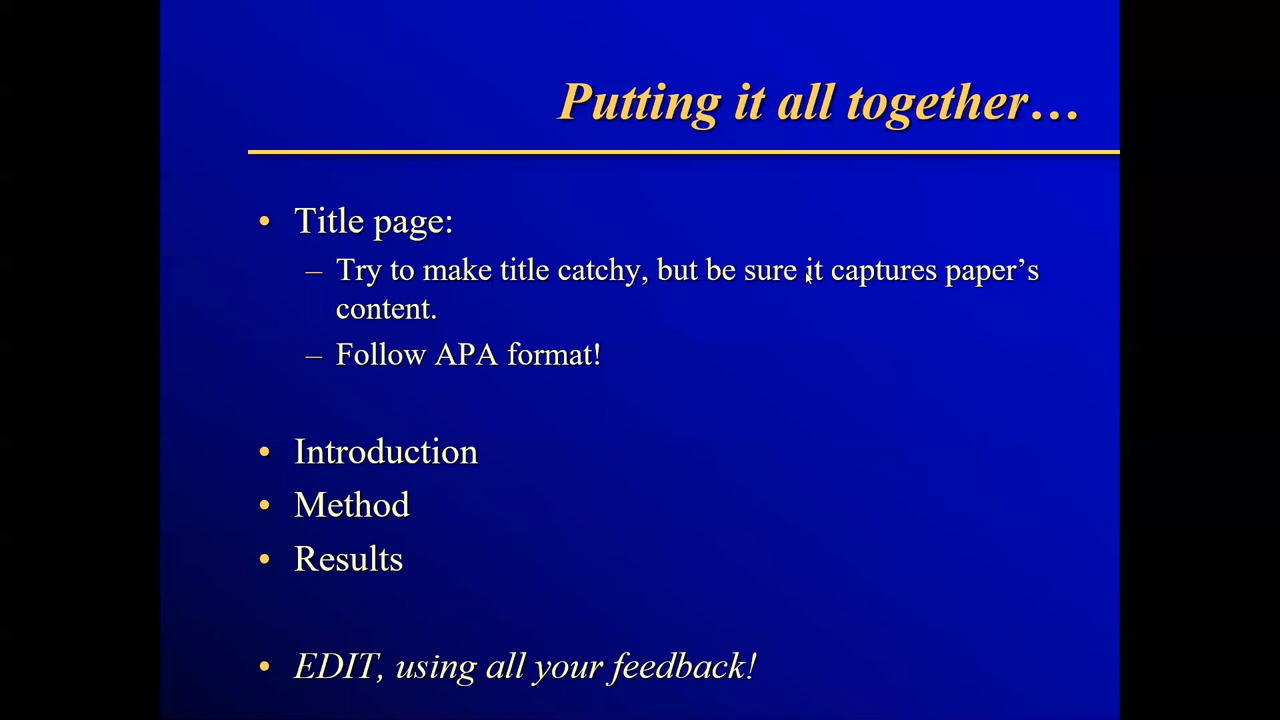 Putting it all together…
• Title page:
– Try to make title catchy, but be sure it captures paper’s
content.
– Follow APA format!
• Introduction
• Method
• Results
• EDIT, using all your feedback!